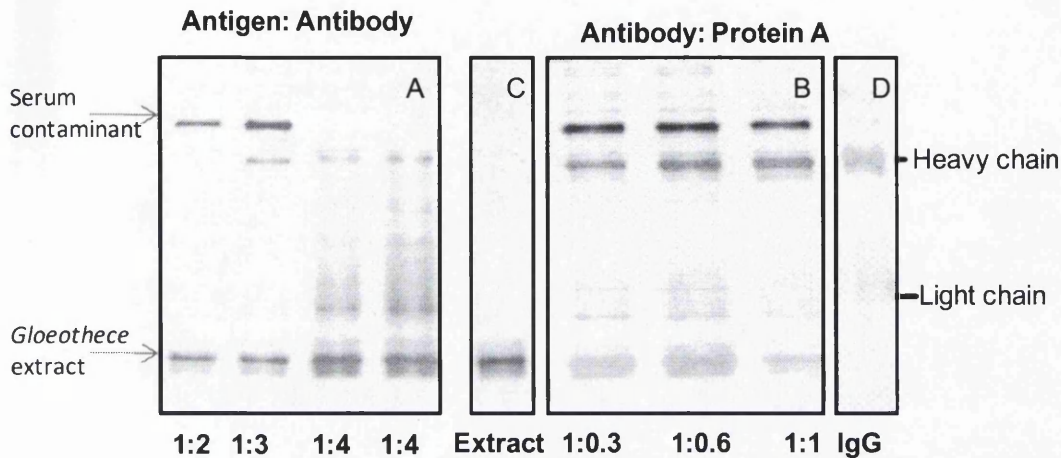 Antigen: Antibody
Antibody: Protein A
A
C
B
D
Serum
contaminant
Heavy chain
Light chain
Gloeothece
extract
1:2 1:3 1:4 1:4 Extract 1:0.3 1:0.6 1:1 IgG